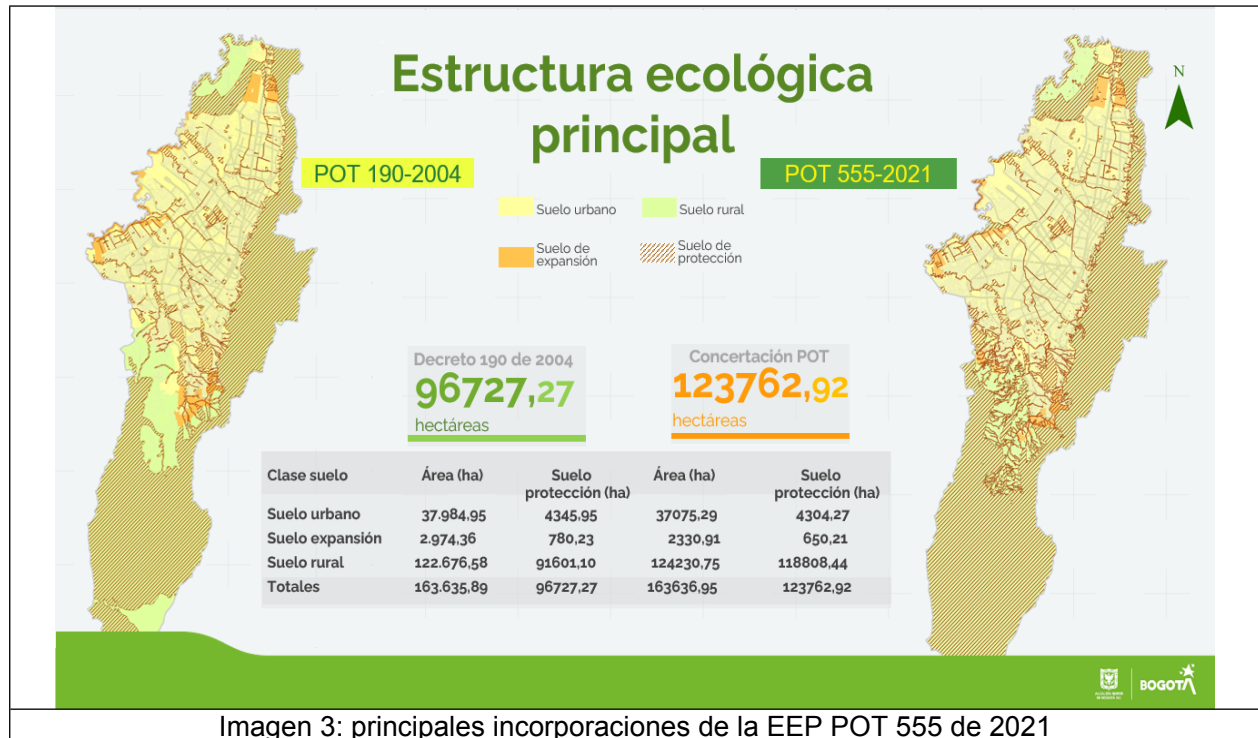 Estructura ecológica
principal
N
POT 190-2004
POT 555-2021
Suelo urbano
Suelo rural
Suelo de
expansión
Suelo de
protección
Decreto 190 de 2004
96727,27
hectáreas
Concertación POT
123762,92
hectáreas
Clase suelo Área (ha) Suelo protección (ha) Área (ha) Suelo protección (ha)
Suelo urbano 37.984,95 4345,95 37075,29 4304,27
Suelo expansión 2.974,36 780,23 2330,91 650,21
Suelo rural 122.676,58 91601,10 124230,75 118808,44
Totales 163.635,89 96727,27 163636,95 123762,92
BOGOTÁ
Imagen 3: principales incorporaciones de la EEP POT 555 de 2021